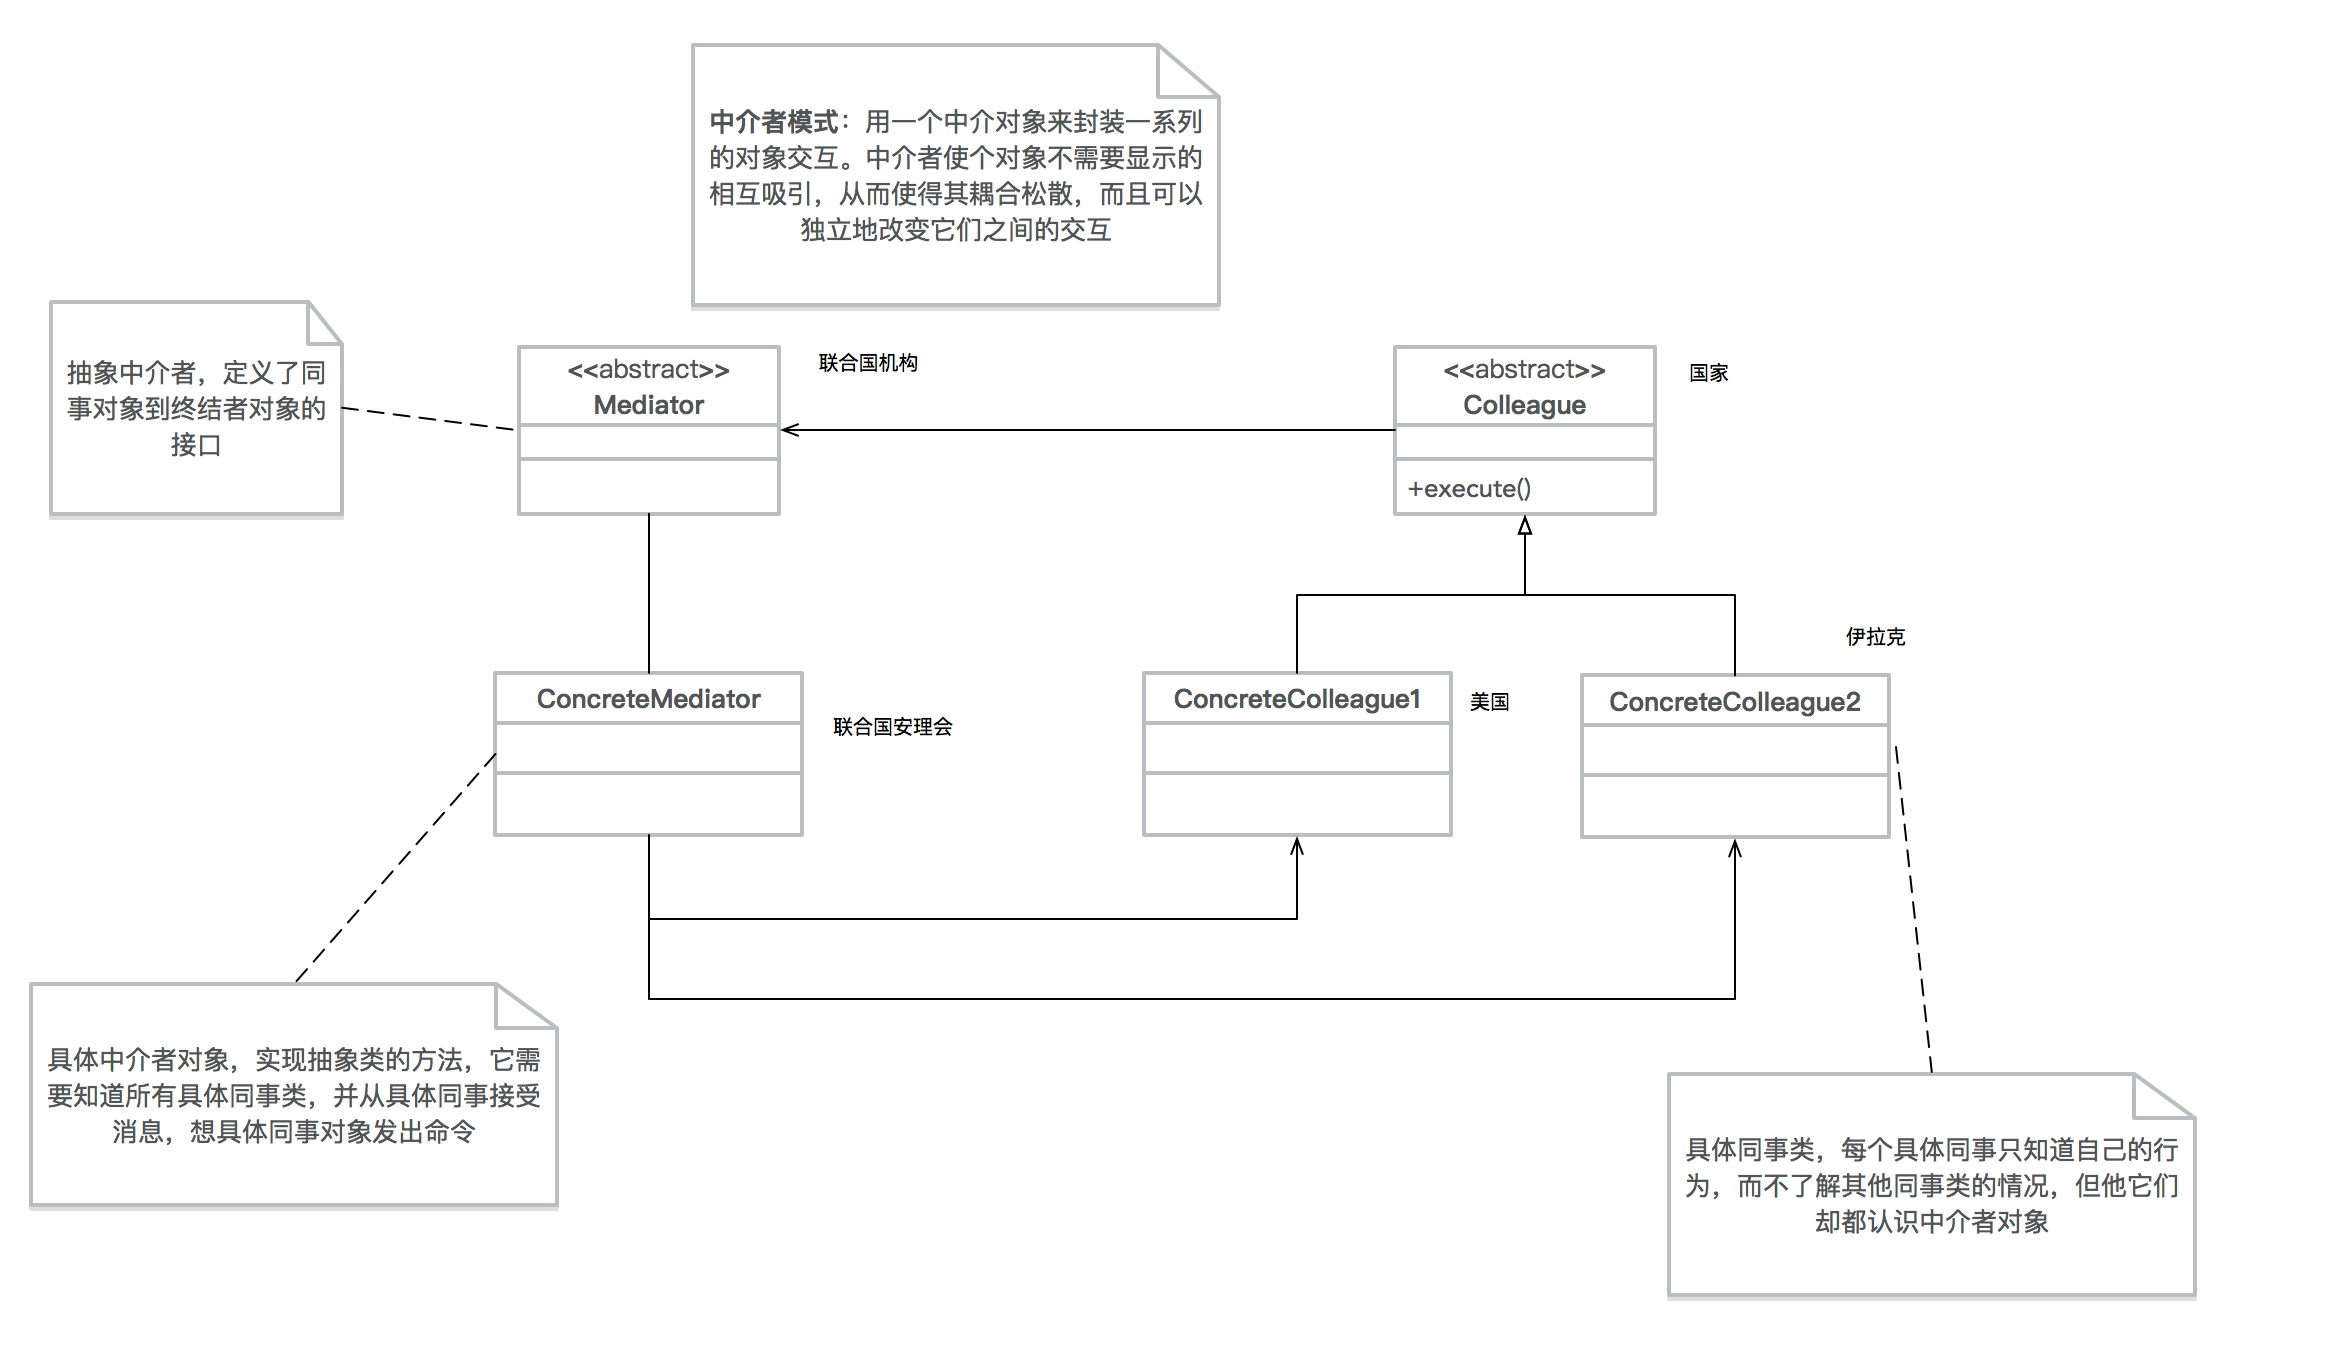 中介者模式：用一个中介对象来封装一系列
的对象交互。中介者使个对象不需要显示的
相互吸引，从而使得其耦合松散，而且可以
独立地改变它们之间的交互
抽象中介者，定义了同
事对象到终结者对象的
接口
<<abstract>>
Mediator
联合国机构
<<abstract>>
Colleague
+execute()
国家
ConcreteMediator
联合国安理会
ConcreteColleague1
美国
伊拉克
ConcreteColleague2
具体中介者对象，实现抽象类的方法，它需
要知道所有具体同事类，并从具体同事接受
消息，想具体同事对象发出命令
具体同事类，每个具体同事只知道自己的行
为，而不了解其他同事类的情况，但他它们
却都认识中介者对象